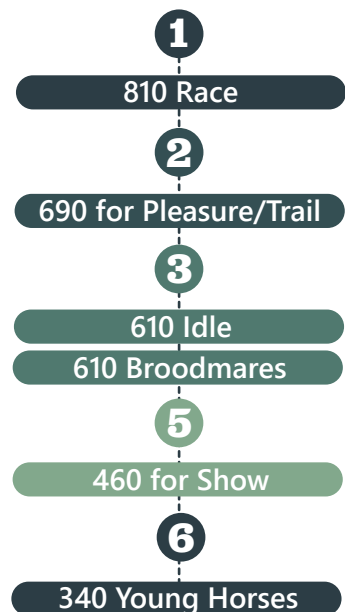 1
810 Race
2
690 for Pleasure/Trail
3
610 Idle
610 Broodmares
5
460 for Show
6
340 Young Horses